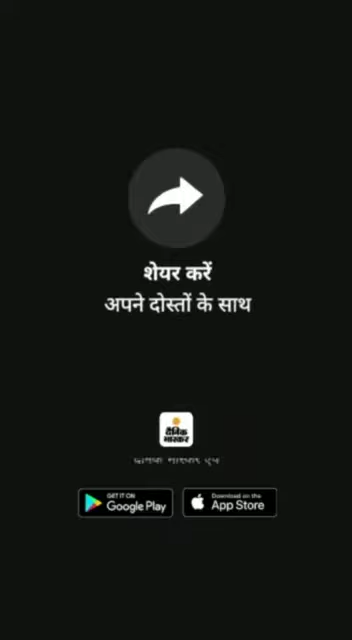 शेयर करें
अपने दोस्तों के साथ
दैनिक
भास्कर
GET IT ON
Google Play
Download on the
App Store